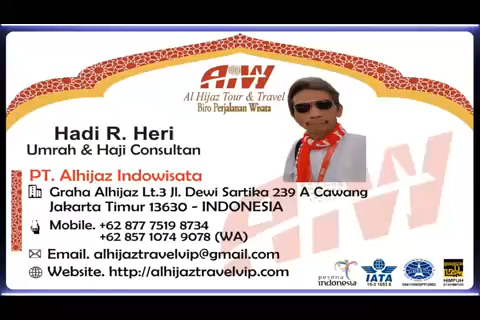 AIW
Al Hijaz Tour & Travel
Biro Perjalanan Wisata
Hadi R. Heri
Umrah & Haji Consultan
PT. Alhijaz Indowisata
Graha Alhijaz Lt.3 Jl. Dewi Sartika 239 A Cawang
Jakarta Timur 13630 - INDONESIA
Mobile. +62 877 7519 8734
+62 857 1074 9078 (WA)
Email. alhijaztravelvip@gmail.com
Website. http://alhijaztravelvip.com
pesona
indonesia
IATA
HIMPUH